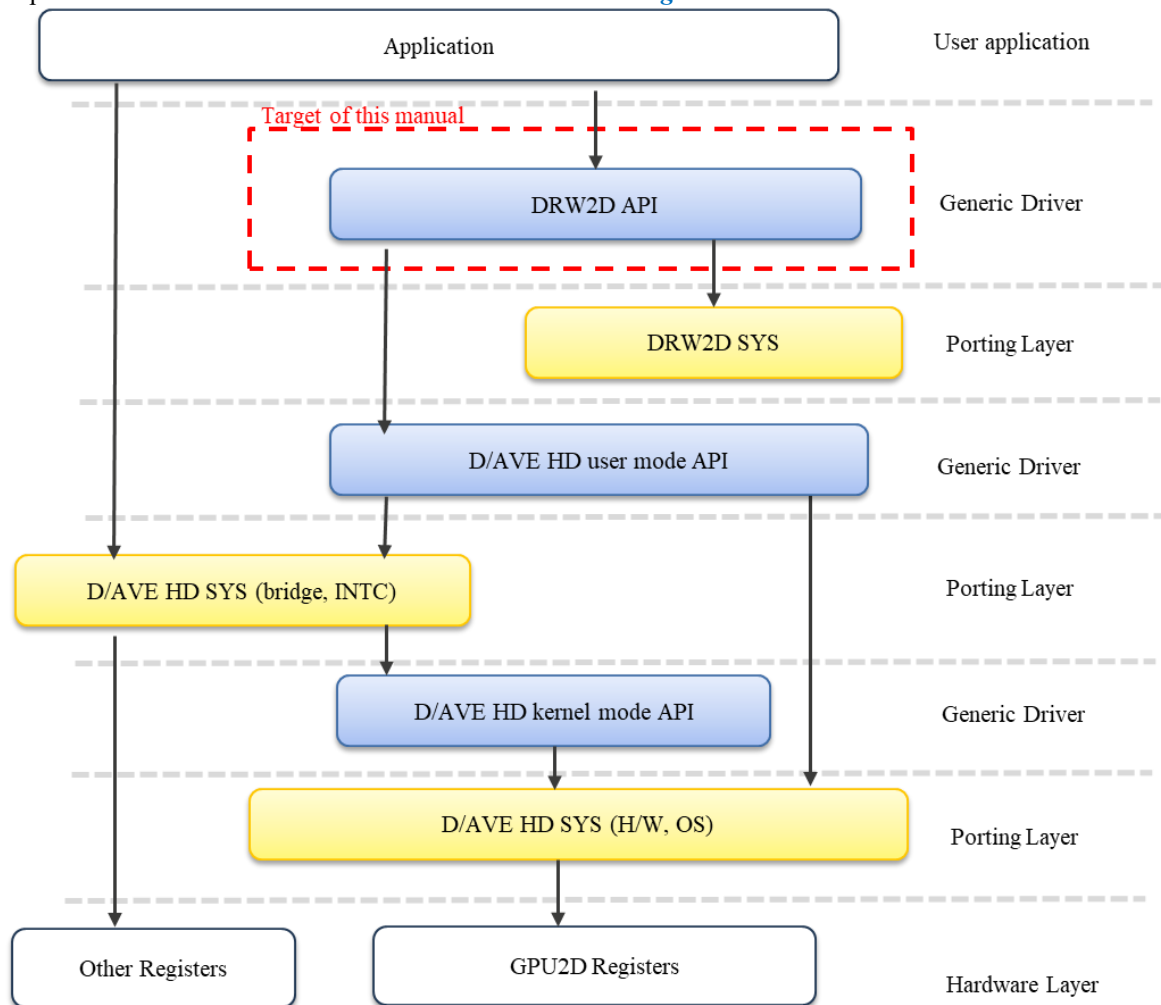 Application
User application
Target of this manual
DRW2D API
Generic Driver
DRW2D SYS
Porting Layer
D/AVE HD user mode API
Generic Driver
D/AVE HD SYS (bridge, INTC)
Porting Layer
D/AVE HD kernel mode API
Generic Driver
D/AVE HD SYS (H/W, OS)
Porting Layer
Other Registers
GPU2D Registers
Hardware Layer